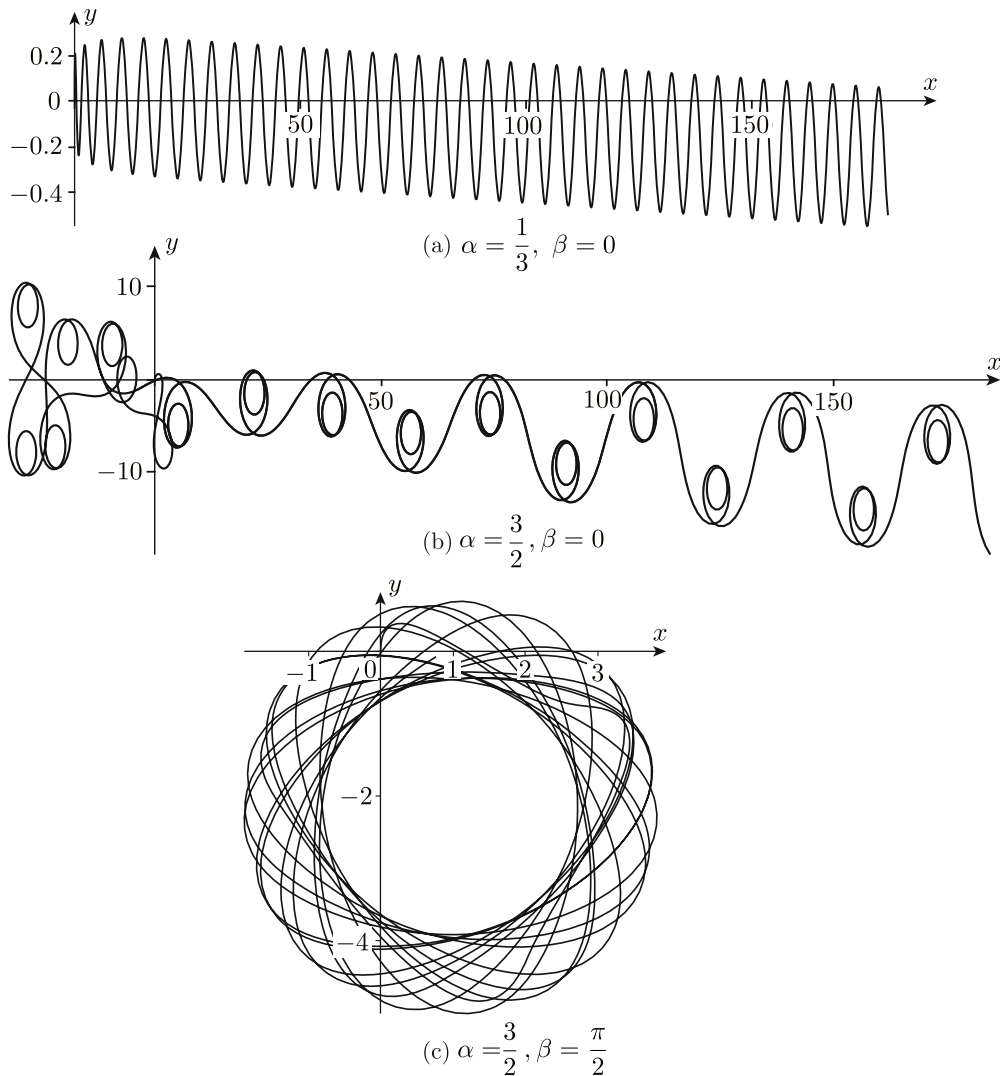 y
x
0.2
0
−0.2
−0.4
50
100
150
(a) α = 1/3, β = 0
y
x
10
−10
50
100
150
(b) α = 3/2, β = 0
y
x
−1
0
1
2
3
−2
−4
(c) α = 3/2, β = π/2